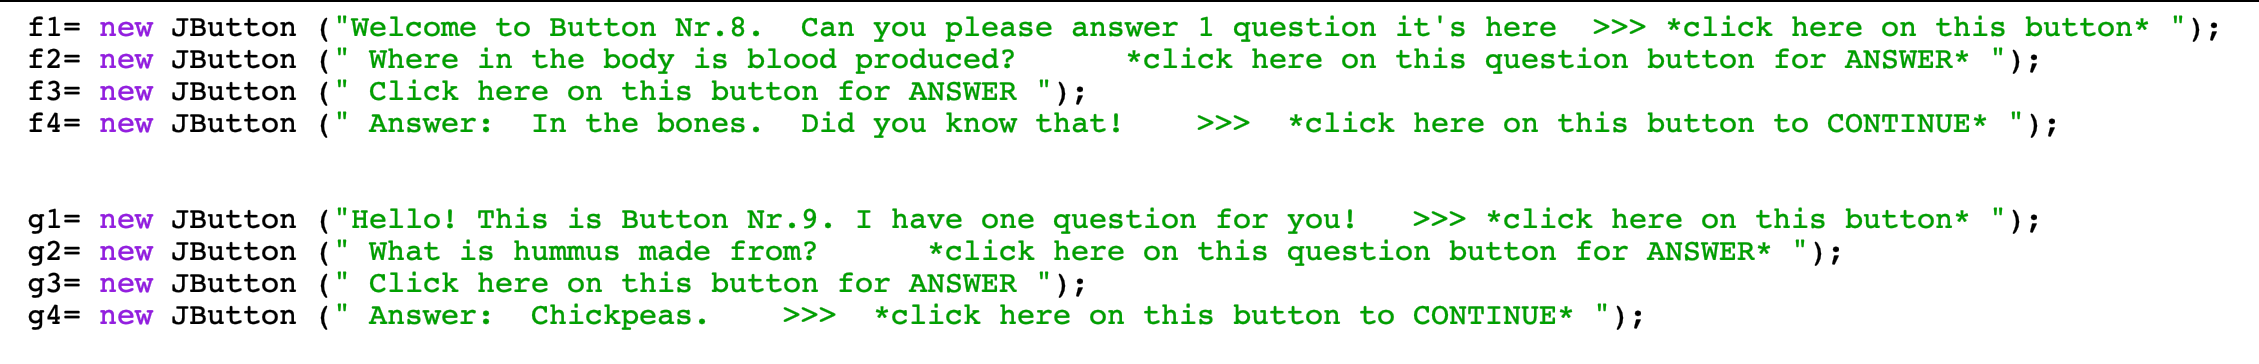 f1= new JButton ("Welcome to Button Nr.8.  Can you please answer 1 question it's here  >>> *click here on this button* ");
f2= new JButton (" Where in the body is blood produced?      *click here on this question button for ANSWER* ");
f3= new JButton (" Click here on this button for ANSWER ");
f4= new JButton (" Answer:  In the bones.  Did you know that!    >>>  *click here on this button to CONTINUE* ");
g1= new JButton ("Hello! This is Button Nr.9. I have one question for you!   >>> *click here on this button* ");
g2= new JButton (" What is hummus made from?      *click here on this question button for ANSWER* ");
g3= new JButton (" Click here on this button for ANSWER ");
g4= new JButton (" Answer:  Chickpeas.    >>>  *click here on this button to CONTINUE* ");